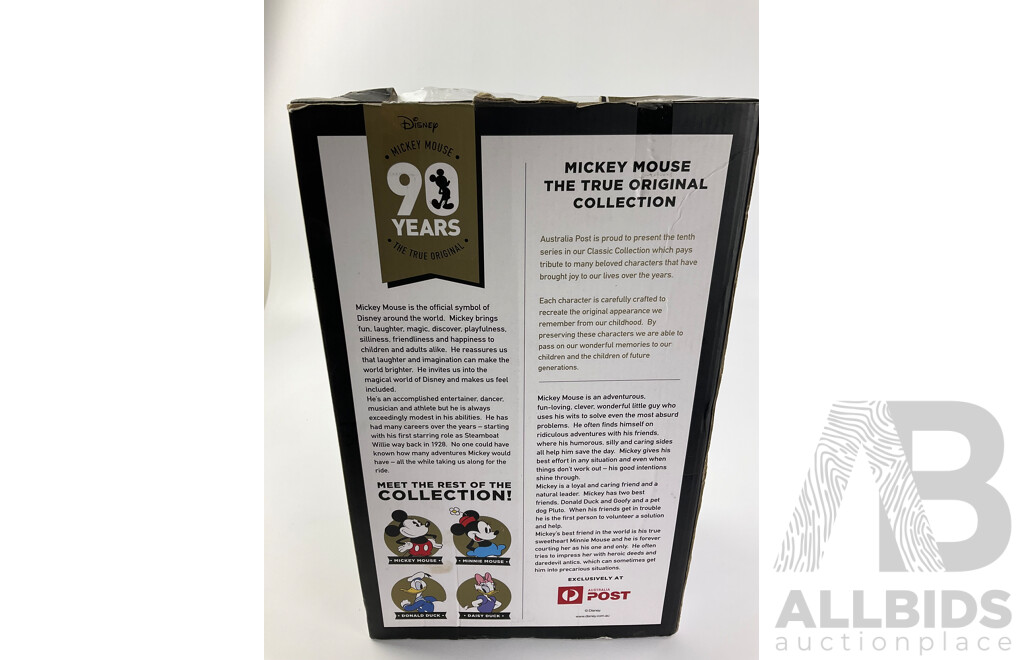 Disney
• MICKEY MOUSE •
90
YEARS
• THE TRUE ORIGINAL •
Mickey Mouse is the official symbol of
Disney around the world. Mickey brings
fun, laughter, magic, discover, playfulness,
silliness, friendliness and happiness to
children and adults alike. He reassures us
that laughter and imagination can make the
world brighter. He invites us into the
magical world of Disney and makes us feel
included.
He's an accomplished entertainer, dancer,
musician and athlete but he is always
exceedingly modest in his abilities. He has
had many careers over the years – starting
with his first starring role as Steamboat
Willie way back in 1928. No one could have
known how many adventures Mickey would
have – all the while taking us along for the
ride.
MEET THE REST OF THE
COLLECTION!
• MICKEY MOUSE •
• MINNIE MOUSE •
• DONALD DUCK •
• DAISY DUCK •
MICKEY MOUSE
THE TRUE ORIGINAL
COLLECTION
Australia Post is proud to present the tenth
series in our Classic Collection which pays
tribute to many beloved characters that have
brought joy to our lives over the years.
Each character is carefully crafted to
recreate the original appearance we
remember from our childhood. By
preserving these characters we are able to
pass on our wonderful memories to our
children and the children of future
generations.
Mickey Mouse is an adventurous,
fun-loving, clever, wonderful little guy who
uses his wits to solve even the most absurd
problems. He often finds himself on
ridiculous adventures with his friends,
where his humorous, silly and caring sides
all help him save the day. Mickey gives his
best effort in any situation and even when
things don't work out – his good intentions
shine through.
Mickey is a loyal and caring friend and a
natural leader. Mickey has two best
friends, Donald Duck and Goofy and a pet
dog Pluto. When his friends get in trouble
he is the first person to volunteer a solution
and help.
Mickey's best friend in the world is his true
sweetheart Minnie Mouse and he is forever
courting her as his one and only. He often
tries to impress her with heroic deeds and
daredevil antics, which can sometimes get
him into precarious situations.
EXCLUSIVELY AT
AUSTRALIA
POST
© Disney
www.disney.com.au
AB
ALLBIDS
auctionplace